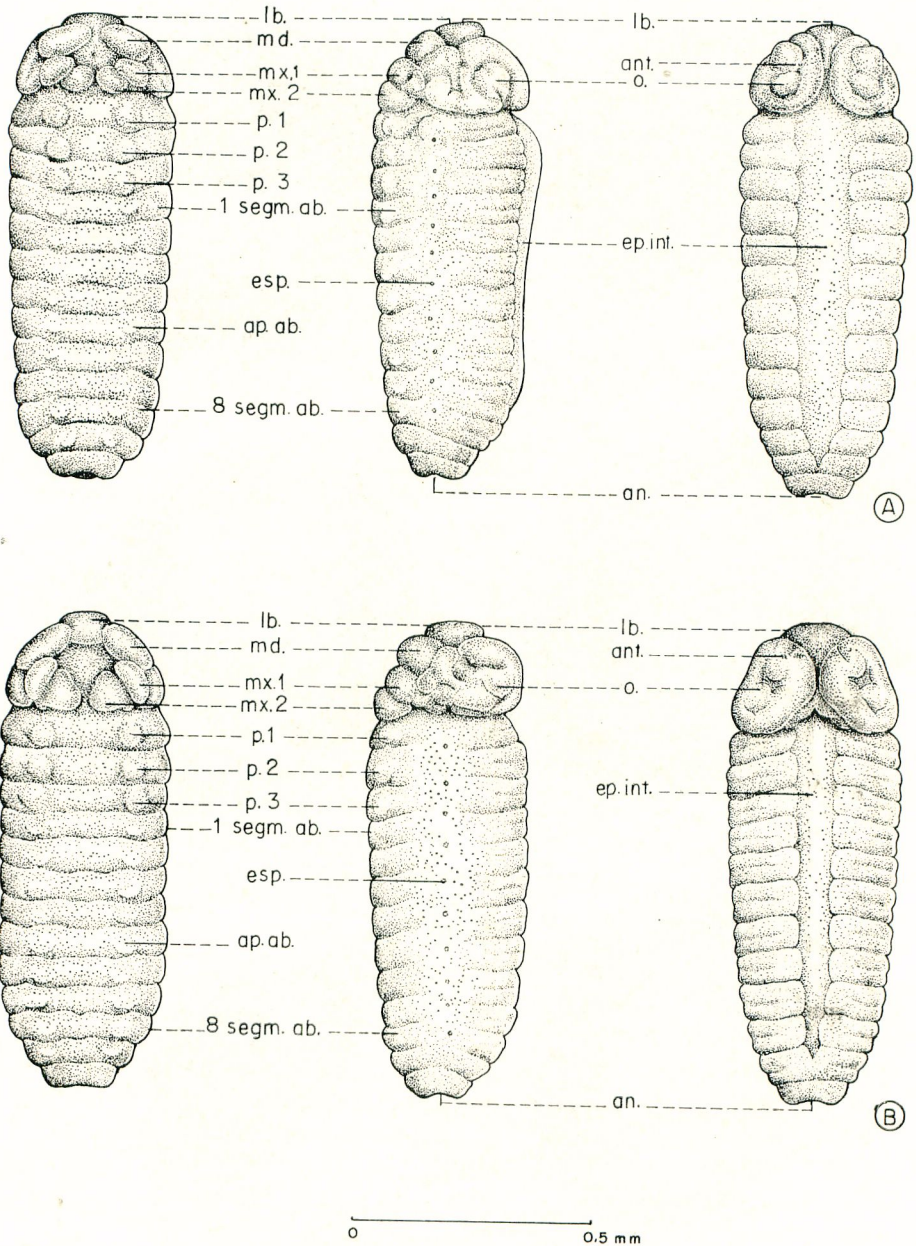 lb.
md.
mx.1
mx. 2
p. 1
p. 2
p. 3
1 segm. ab.
esp.
ap. ab.
8 segm. ab.
lb.
ant.
o.
ep.int.
an.
A
lb.
md.
mx.1
mx.2
p.1
p.2
p. 3
1 segm. ab.
esp.
ap. ab.
8 segm. ab.
lb.
ant.
o.
ep. int.
an.
B
0 0.5 mm